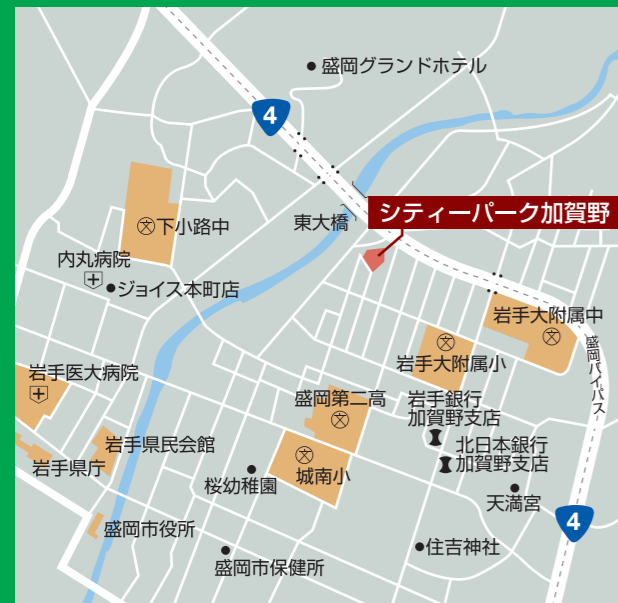 盛岡グランドホテル
4
シティーパーク加賀野
東大橋
下小路中
内丸病院
ジョイス本町店
岩手大附属中
岩手大附属小
盛岡バイパス
岩手医大病院
盛岡第二高
岩手銀行
加賀野支店
岩手県民会館
北日本銀行
加賀野支店
岩手県庁
城南小
桜幼稚園
天満宮
4
盛岡市役所
住吉神社
盛岡市保健所